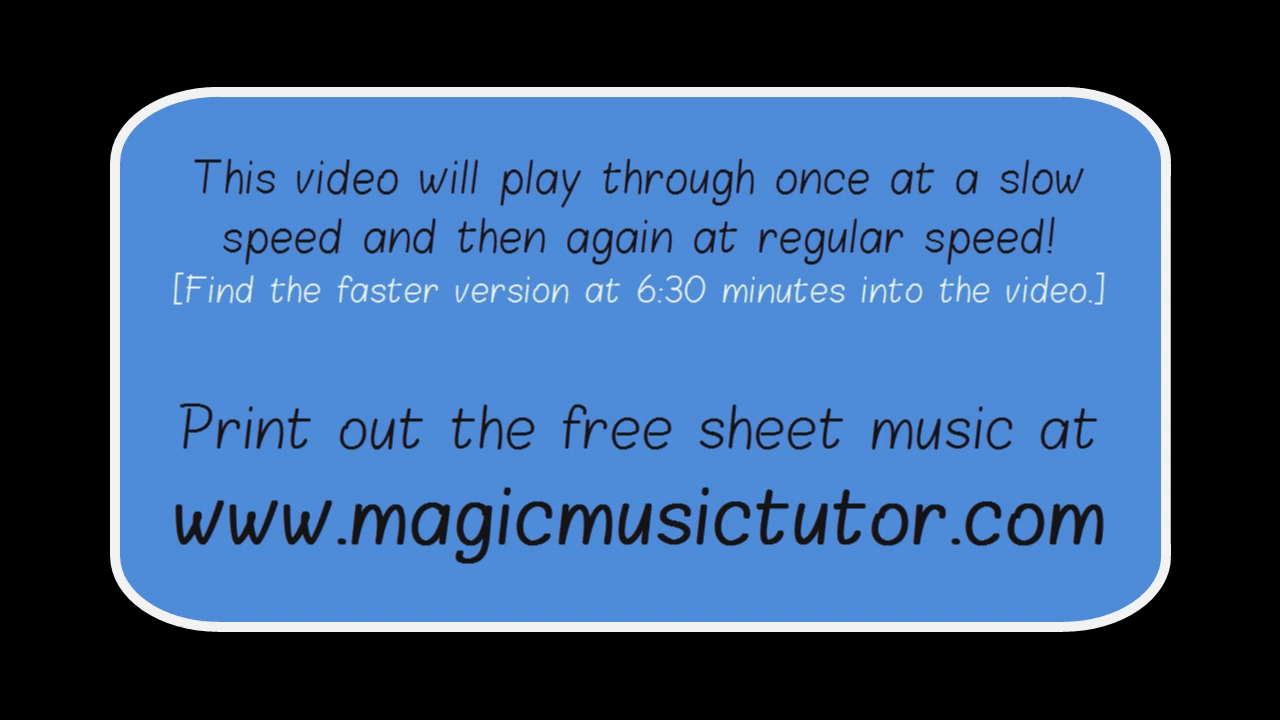 This video will play through once at a slow
speed and then again at regular speed!
[Find the faster version at 6:30 minutes into the video.]
Print out the free sheet music at
www.magicmusictutor.com